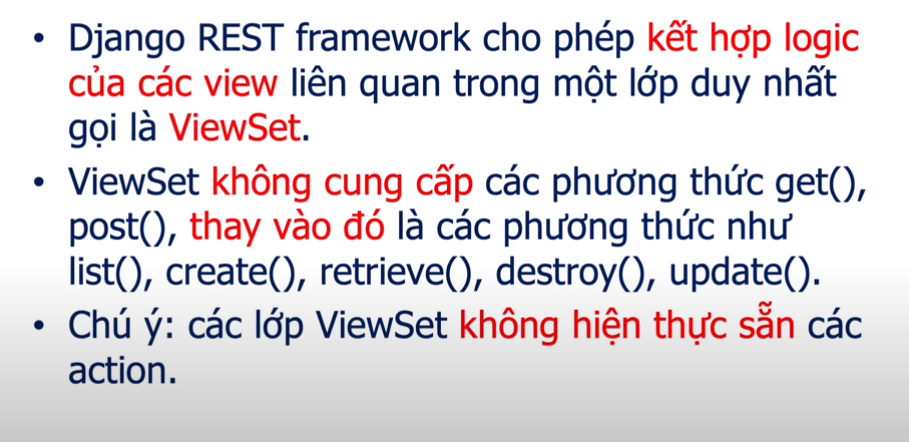 • Django REST framework cho phép kết hợp logic
của các view liên quan trong một lớp duy nhất
gọi là ViewSet.
• ViewSet không cung cấp các phương thức get(),
post(), thay vào đó là các phương thức như
list(), create(), retrieve(), destroy(), update().
• Chú ý: các lớp ViewSet không hiện thực sẵn các
action.